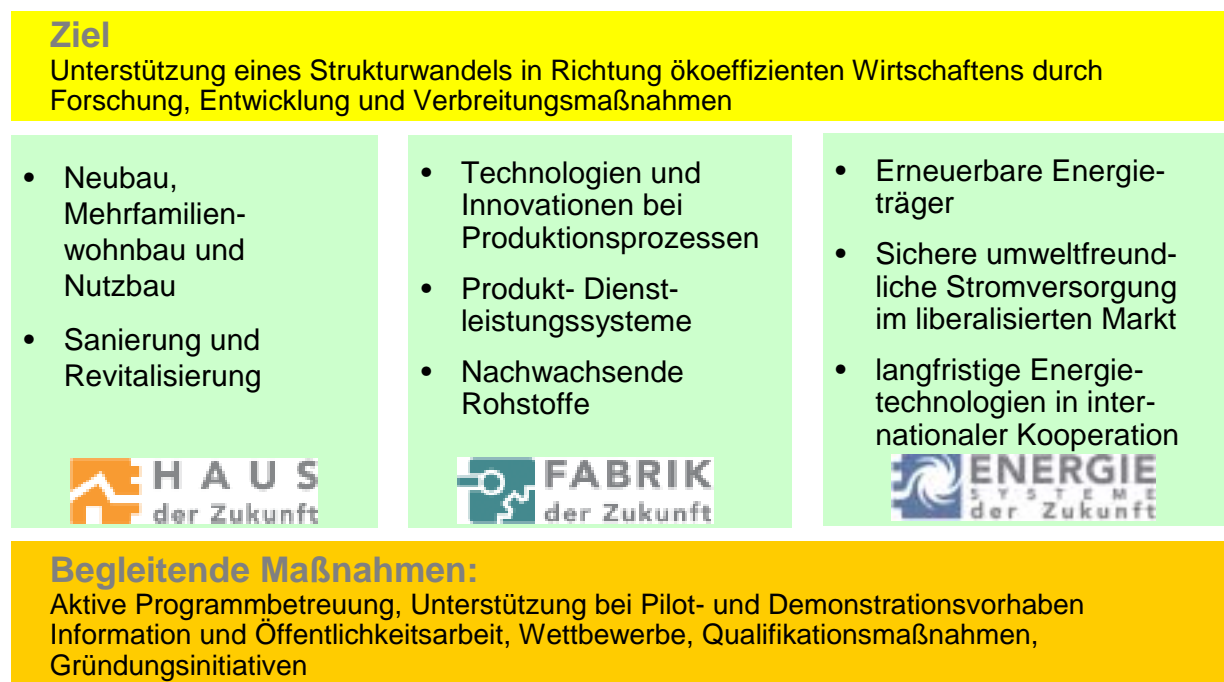 Ziel
Unterstützung eines Strukturwandels in Richtung ökoeffizienten Wirtschaftens durch
Forschung, Entwicklung und Verbreitungsmaßnahmen
• Neubau,
Mehrfamilien-
wohnbau und
Nutzbau
• Sanierung und
Revitalisierung
HAUS
der Zukunft
• Technologien und
Innovationen bei
Produktionsprozessen
• Produkt- Dienst-
leistungssysteme
• Nachwachsende
Rohstoffe
FABRIK
der Zukunft
• Erneuerbare Energie-
träger
• Sichere umweltfreund-
liche Stromversorgung
im liberalisierten Markt
• langfristige Energie-
technologien in inter-
nationaler Kooperation
ENERGIE
SYSTEME
der Zukunft
Begleitende Maßnahmen:
Aktive Programmbetreuung, Unterstützung bei Pilot- und Demonstrationsvorhaben
Information und Öffentlichkeitsarbeit, Wettbewerbe, Qualifikationsmaßnahmen,
Gründungsinitiativen